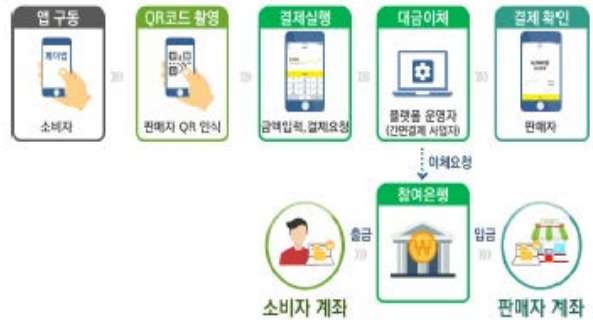 앱 구동
QR코드 촬영
결제실행
대금이체
결제 확인
페이앱
소비자
판매자 QR 인식
금액입력,결제요청
플랫폼 운영자
(간편결제 사업자)
판매자
이체요청
참여은행
출금
입금
소비자 계좌
판매자 계좌